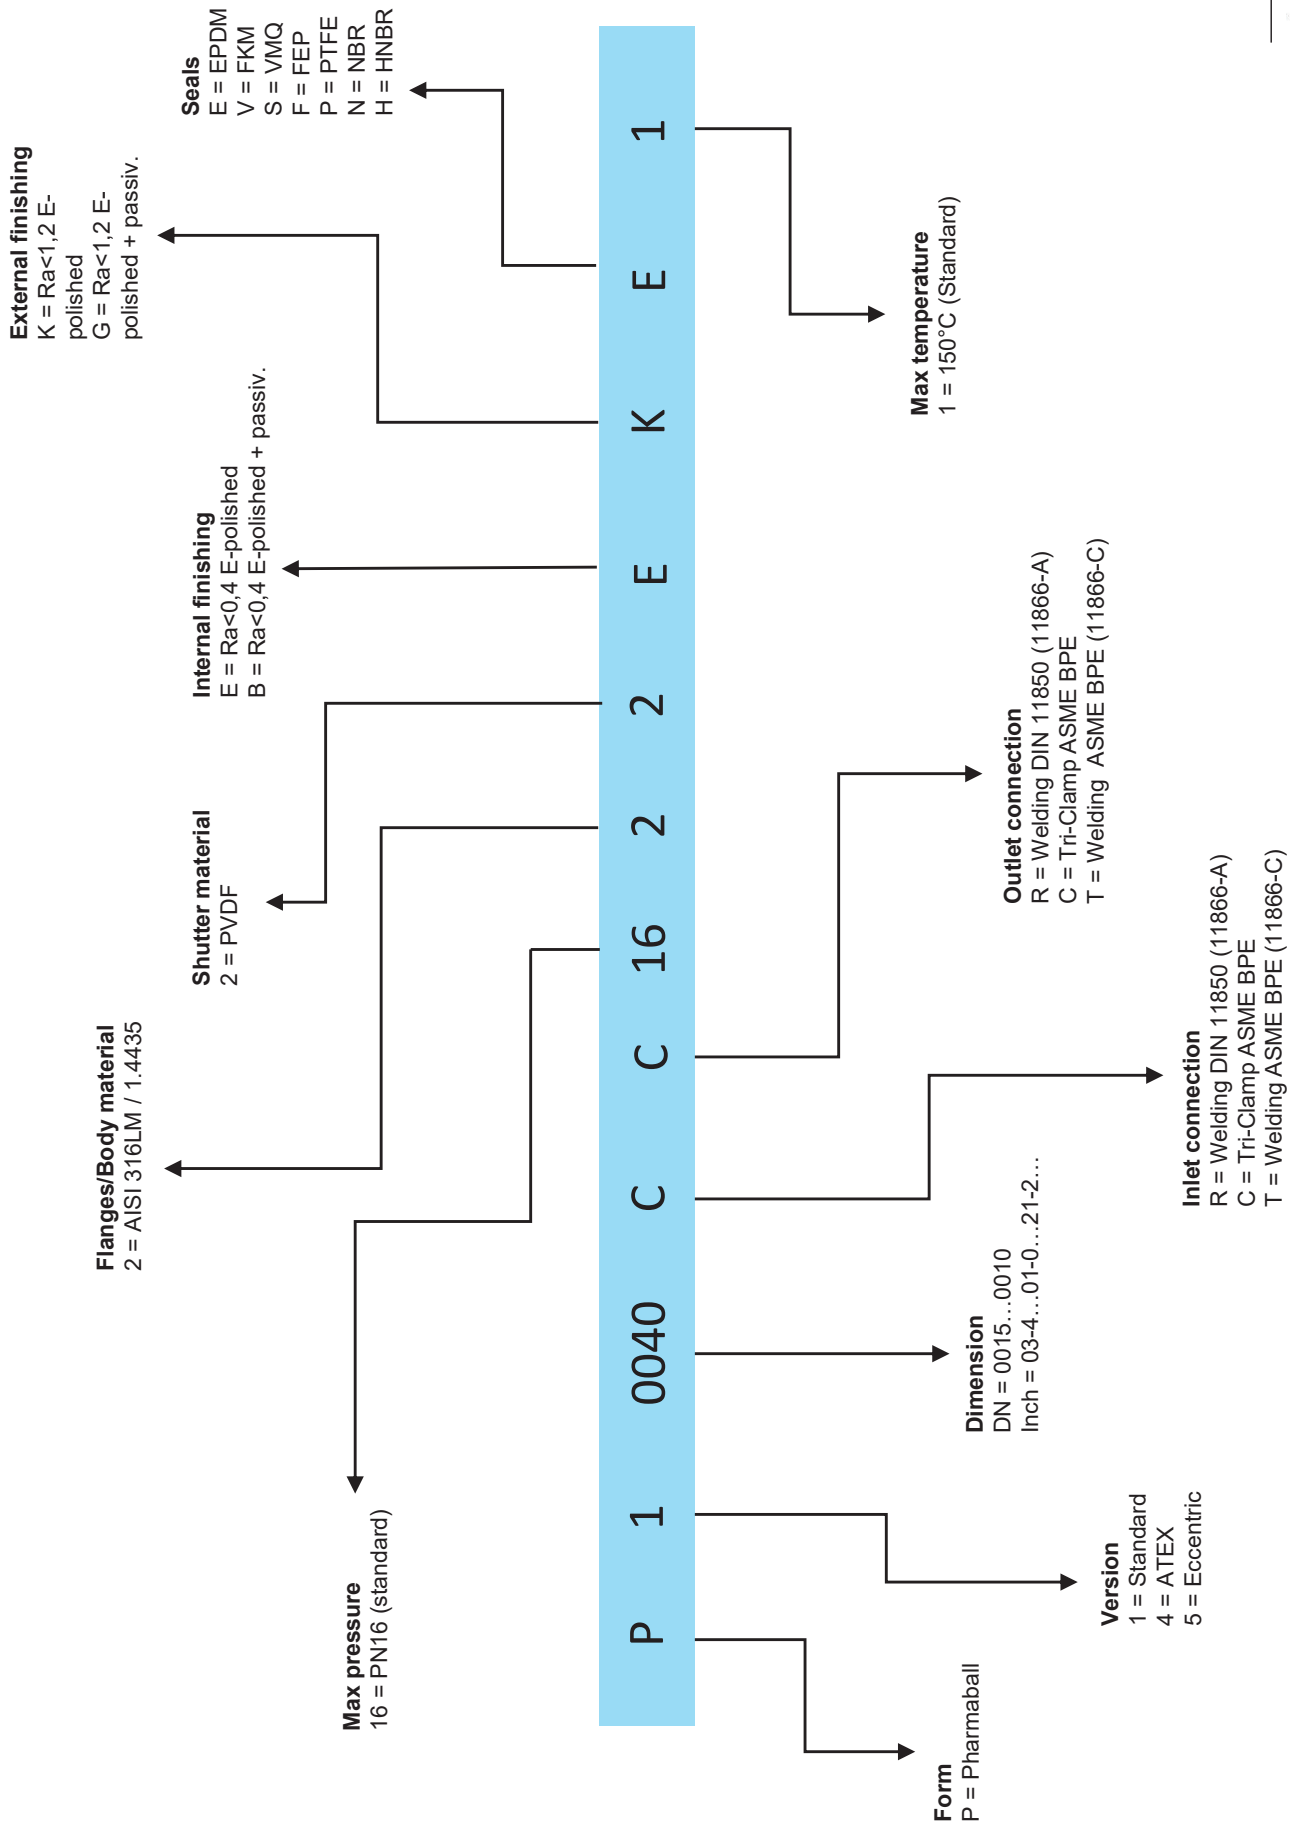 External finishing
K = Ra<1,2 E-
polished
G = Ra<1,2 E-
polished + passiv.
Seals
E = EPDM
V = FKM
S = VMQ
F = FEP
P = PTFE
N = NBR
H = HNBR
Internal finishing
E = Ra<0,4 E-polished
B = Ra<0,4 E-polished + passiv.
Shutter material
2 = PVDF
Flanges/Body material
2 = AISI 316LM / 1.4435
Max pressure
16 = PN16 (standard)
P 1 0040 C C 16 2 2 E K E 1
Form
P = Pharmaball
Version
1 = Standard
4 = ATEX
5 = Eccentric
Dimension
DN = 0015…0010
Inch = 03-4…01-0…21-2…
Inlet connection
R = Welding DIN 11850 (11866-A)
C = Tri-Clamp ASME BPE
T = Welding ASME BPE (11866-C)
Outlet connection
R = Welding DIN 11850 (11866-A)
C = Tri-Clamp ASME BPE
T = Welding  ASME BPE (11866-C)
Max temperature
1 = 150°C (Standard)